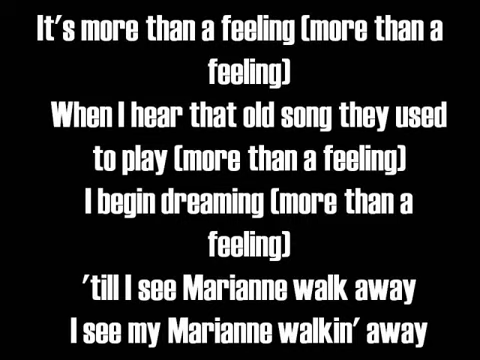 It's more than a feeling (more than a
feeling)
When I hear that old song they used
to play (more than a feeling)
I begin dreaming (more than a
feeling)
'till I see Marianne walk away
I see my Marianne walkin' away